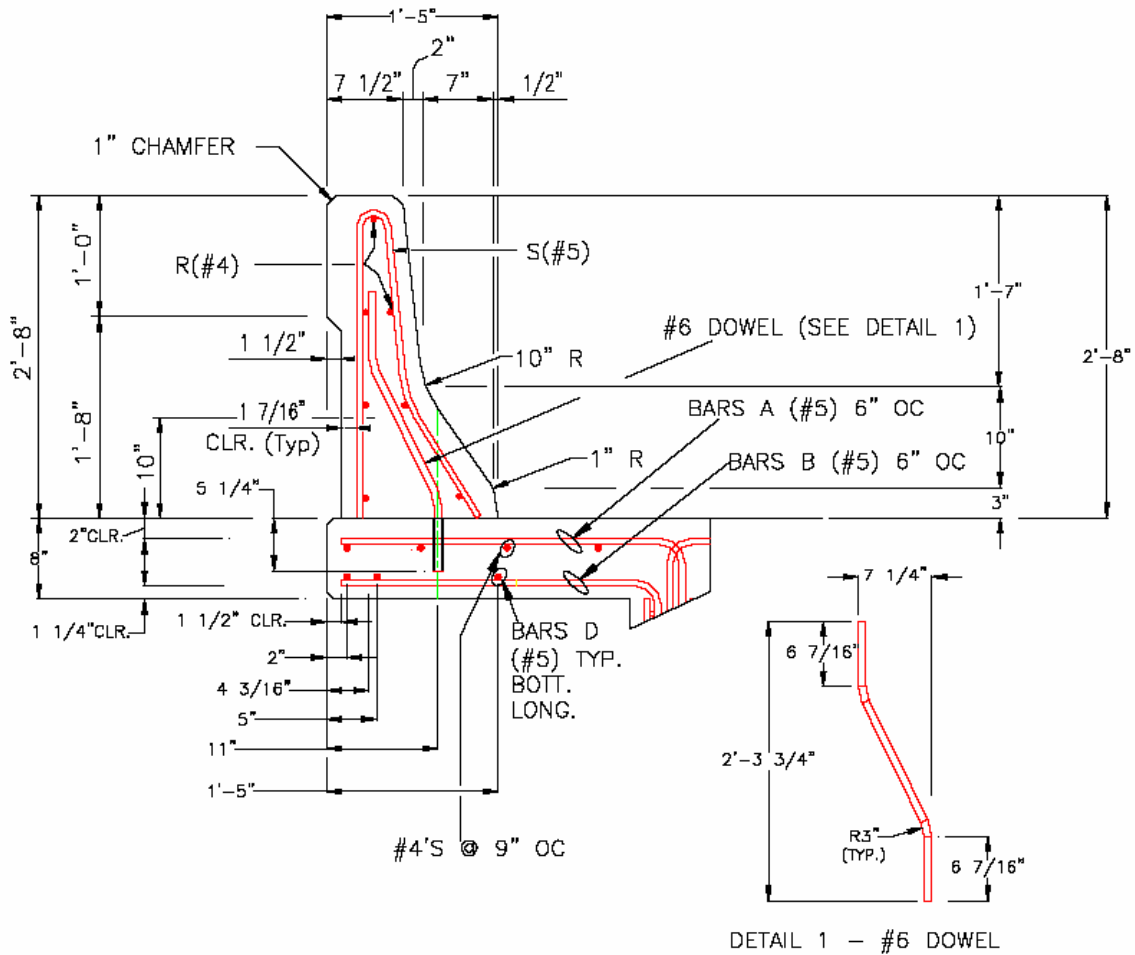 1'-5"
2"
7 1/2"
7"
1/2"
1" CHAMFER
1'-0"
R(#4)
S(#5)
1'-7"
#6 DOWEL (SEE DETAIL 1)
2'-8"
2'-8"
1 1/2"
10" R
1'-8"
1 7/16"
CLR. (Typ)
BARS A (#5) 6" OC
10"
10"
1" R
BARS B (#5) 6" OC
5 1/4"
3"
2"CLR.
8"
7 1/4"
1 1/4"CLR.
1 1/2" CLR.
BARS D
(#5) TYP.
BOTT.
LONG.
2"
6 7/16"
4 3/16"
5"
11"
2'-3 3/4"
1'-5"
#4'S @ 9" OC
R3"
(TYP.)
6 7/16"
DETAIL 1 - #6 DOWEL